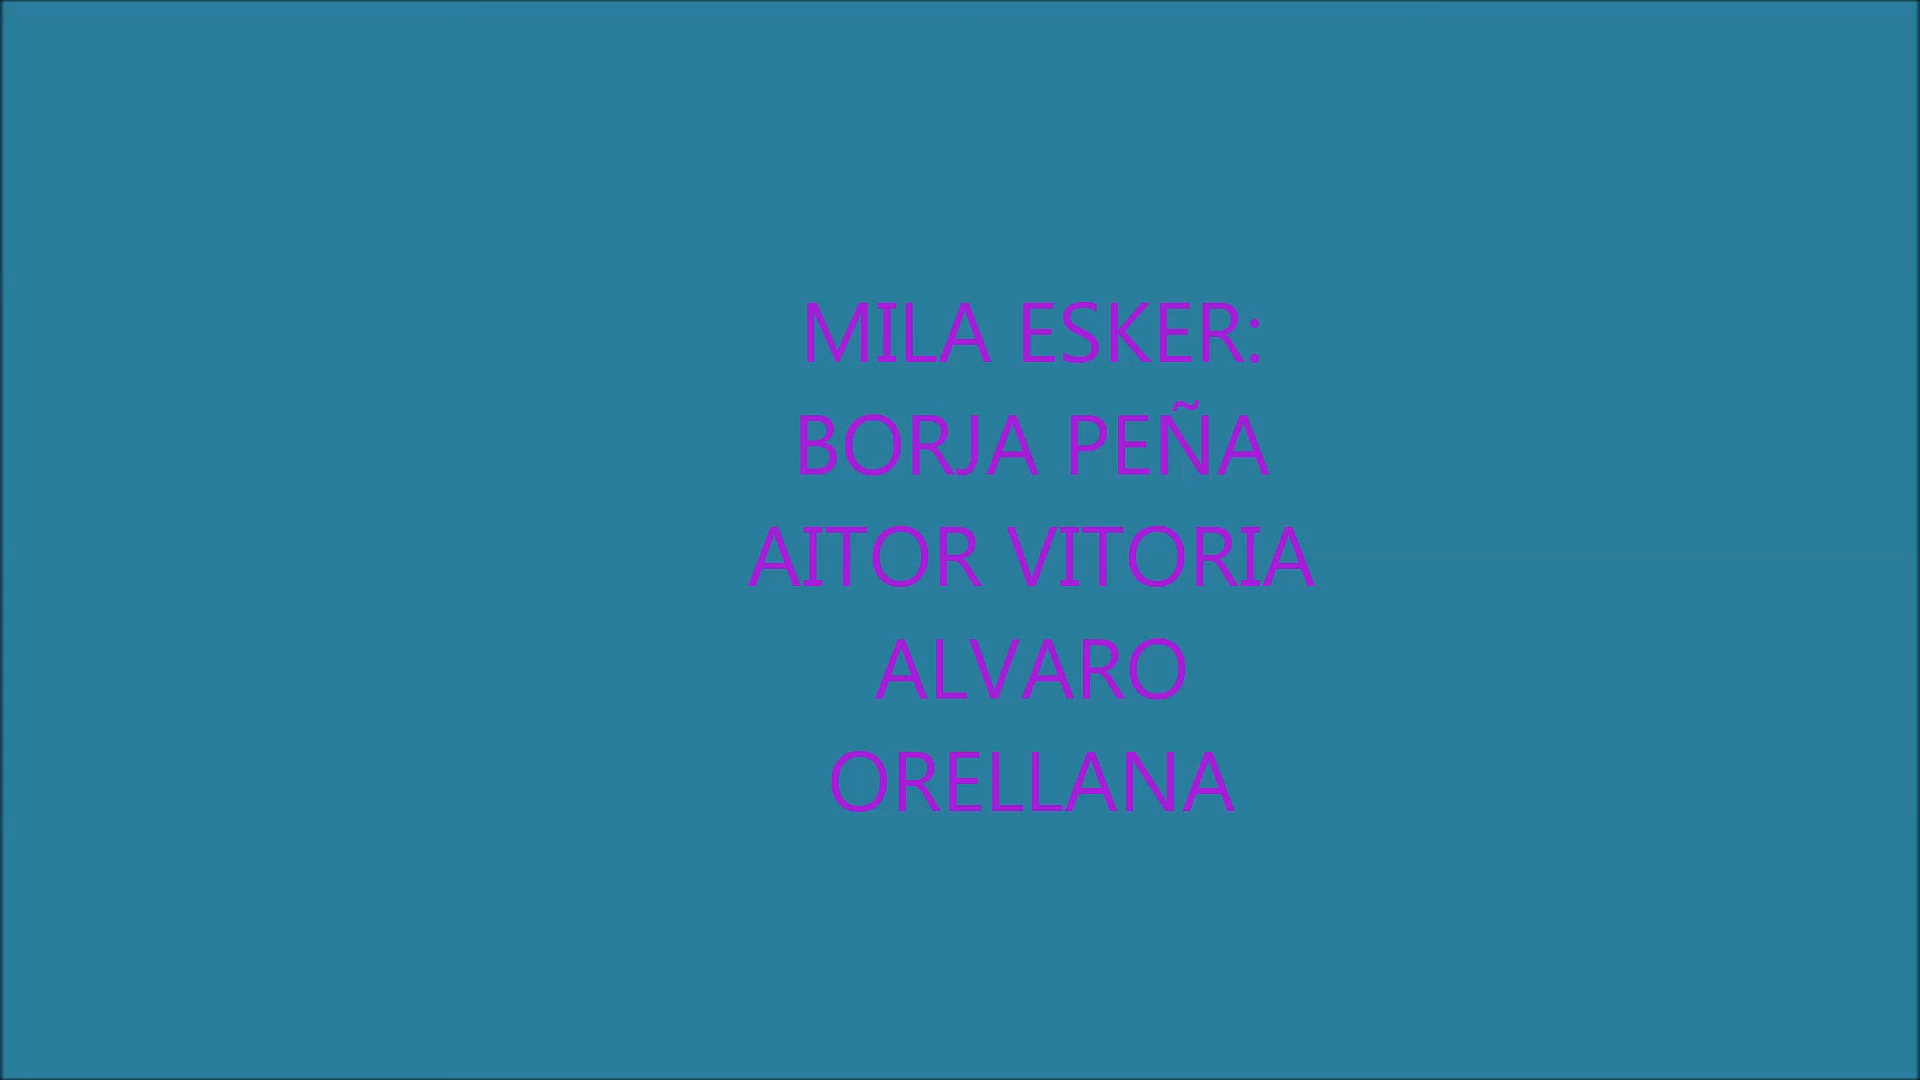 MILA ESKER:
BORJA PEÑA
AITOR VITORIA
ALVARO
ORELLANA